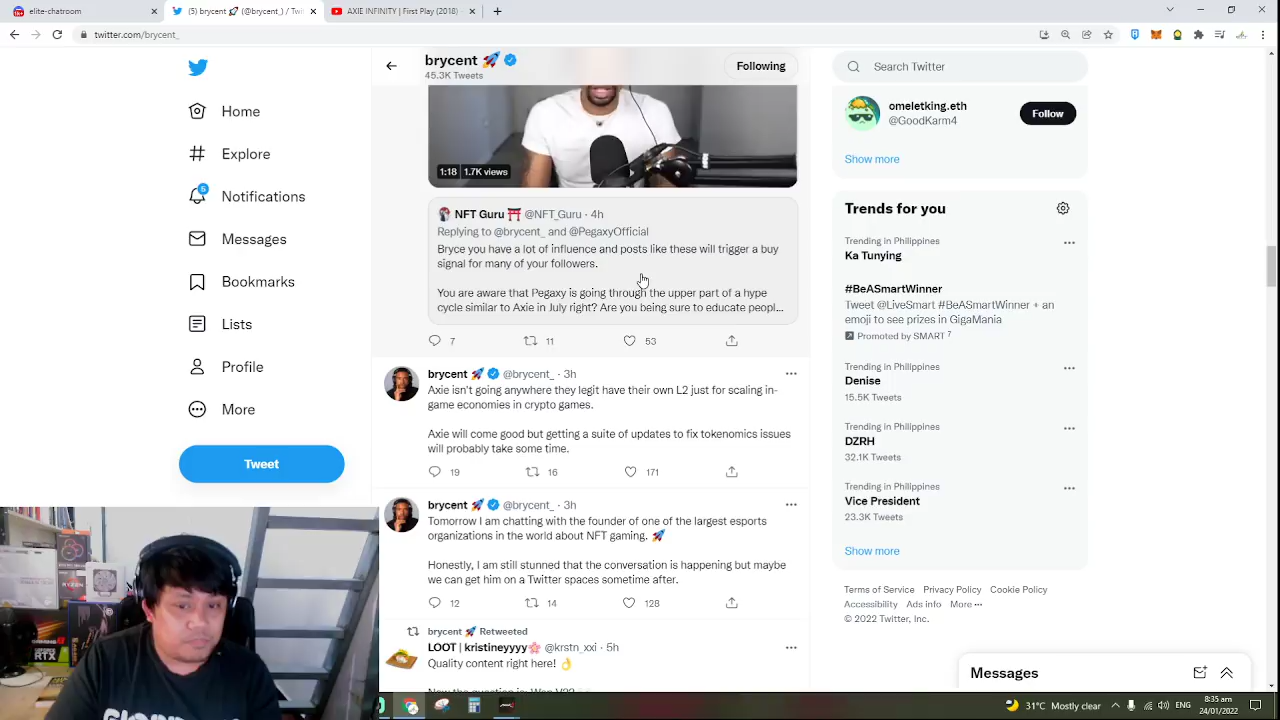 elite-chatroom
(5) brycent 🚀 (@brycent_) / Twit
AXIE INFINITY | First Play (2018)
twitter.com/brycent_
Home
Explore
5
Notifications
Messages
Bookmarks
Lists
Profile
More
Tweet
brycent 🚀
45.3K Tweets
Following
1:18 1.7K views
NFT Guru ⛩️ @NFT_Guru · 4h
Replying to @brycent_ and @PegaxyOfficial
Bryce you have a lot of influence and posts like these will trigger a buy
signal for many of your followers.
You are aware that Pegaxy is going through the upper part of a hype
cycle similar to Axie in July right? Are you being sure to educate peopl...
7 11 53
brycent 🚀 @brycent_ · 3h
Axie isn't going anywhere they legit have their own L2 just for scaling in-
game economies in crypto games.
Axie will come good but getting a suite of updates to fix tokenomics issues
will probably take some time.
19 16 171
brycent 🚀 @brycent_ · 3h
Tomorrow I am chatting with the founder of one of the largest esports
organizations in the world about NFT gaming. 🚀
Honestly, I am still stunned that the conversation is happening but maybe
we can get him on a Twitter spaces sometime after.
12 14 128
brycent 🚀 Retweeted
LOOT | kristineyyyy🌸 @krstn_xxi · 5h
Quality content right here! 👌
Search Twitter
omeletking.eth
@GoodKarm4
Follow
Show more
Trends for you
Trending in Philippines
Ka Tunying
#BeASmartWinner
Tweet @LiveSmart #BeASmartWinner + an
emoji to see prizes in GigaMania
Promoted by SMART
Trending in Philippines
Denise
15.5K Tweets
Trending in Philippines
DZRH
32.1K Tweets
Trending in Philippines
Vice President
23.3K Tweets
Show more
Terms of Service Privacy Policy Cookie Policy
Accessibility Ads info More
© 2022 Twitter, Inc.
Messages
RYZEN
RTX
31°C Mostly clear
ENG
8:35 am
24/01/2022